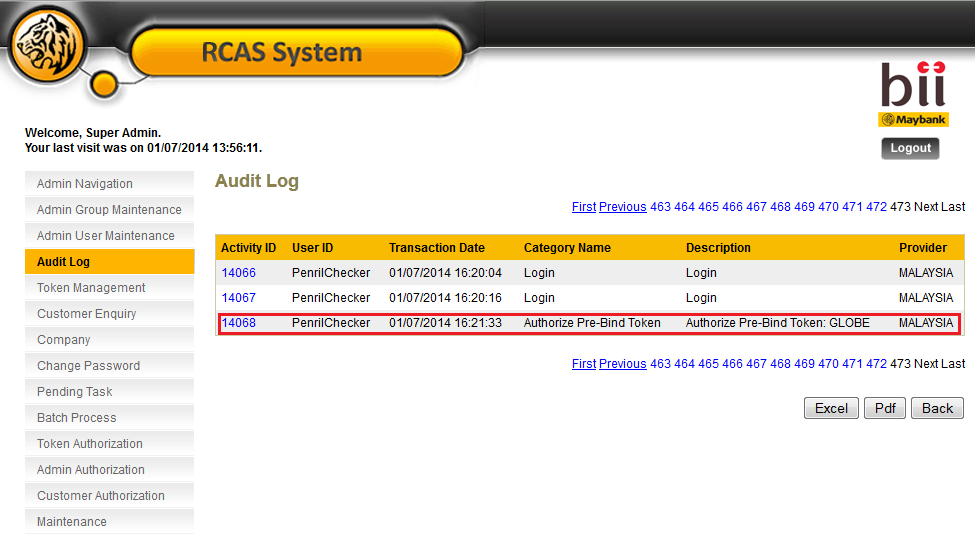 RCAS System
bii
Maybank
Welcome, Super Admin.
Your last visit was on 01/07/2014 13:56:11.
Logout
Admin Navigation
Admin Group Maintenance
Admin User Maintenance
Audit Log
Token Management
Customer Enquiry
Company
Change Password
Pending Task
Batch Process
Token Authorization
Admin Authorization
Customer Authorization
Maintenance
Audit Log
First Previous 463 464 465 466 467 468 469 470 471 472 473 Next Last
Activity ID User ID Transaction Date Category Name Description Provider
14066 PenrilChecker 01/07/2014 16:20:04 Login Login MALAYSIA
14067 PenrilChecker 01/07/2014 16:20:16 Login Login MALAYSIA
14068 PenrilChecker 01/07/2014 16:21:33 Authorize Pre-Bind Token Authorize Pre-Bind Token: GLOBE MALAYSIA
First Previous 463 464 465 466 467 468 469 470 471 472 473 Next Last
Excel Pdf Back